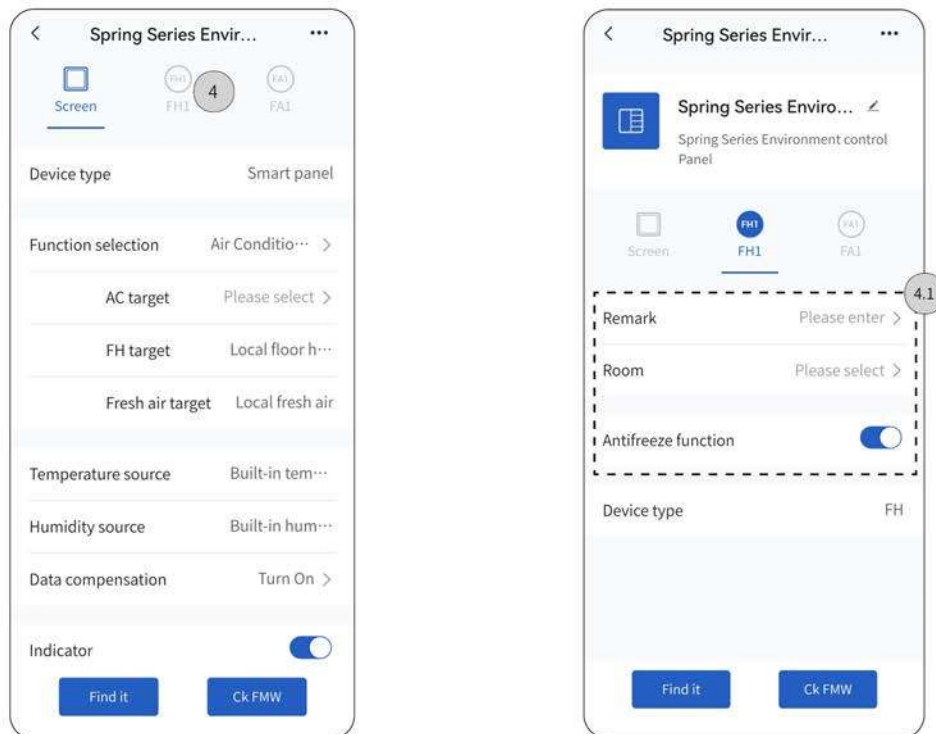 Spring Series Envir...
FH1
FA1
4
Screen
FH1
FA1
Device type
Smart panel
Function selection
Air Conditio···
AC target
Please select
FH target
Local floor h···
Fresh air target
Local fresh air
Temperature source
Built-in tem···
Humidity source
Built-in hum···
Data compensation
Turn On
Indicator
Find it
Ck FMW
Spring Series Envir...
Spring Series Enviro...
Spring Series Environment control
Panel
FH1
FA1
Screen
FH1
FA1
4.1
Remark
Please enter
Room
Please select
Antifreeze function
Device type
FH
Find it
Ck FMW